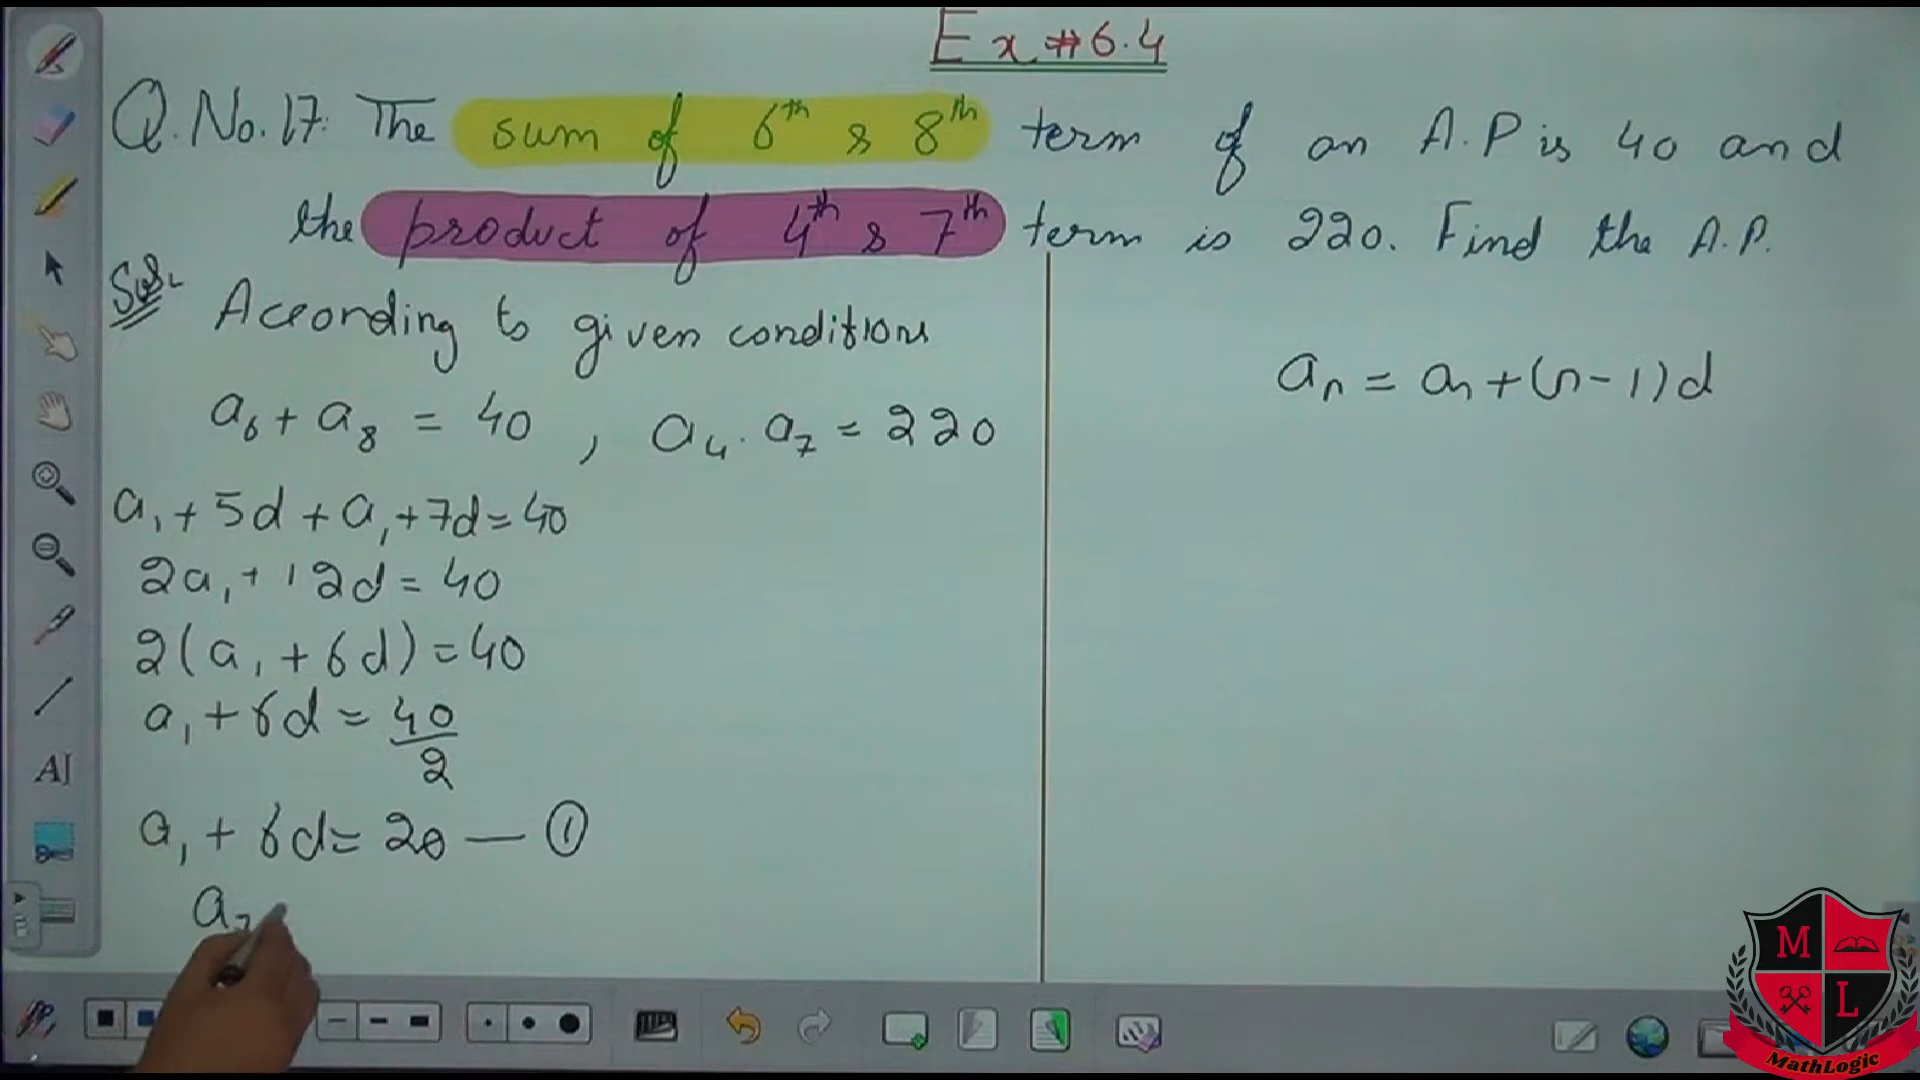 Ex # 6.4
Q.No.17: The sum of 6th & 8th term of an A.P is 40 and
the product of 4th & 7th term is 220. Find the A.P.
Sol:-
According to given conditions
a6 + a8 = 40 , a4 . a7 = 220
a1 + 5d + a1 + 7d = 40
2a1 + 12d = 40
2(a1 + 6d) = 40
a1 + 6d = 40/2
a1 + 6d = 20 — ①
a7
an = a1 + (n-1)d
AI
M
L
MathLogic